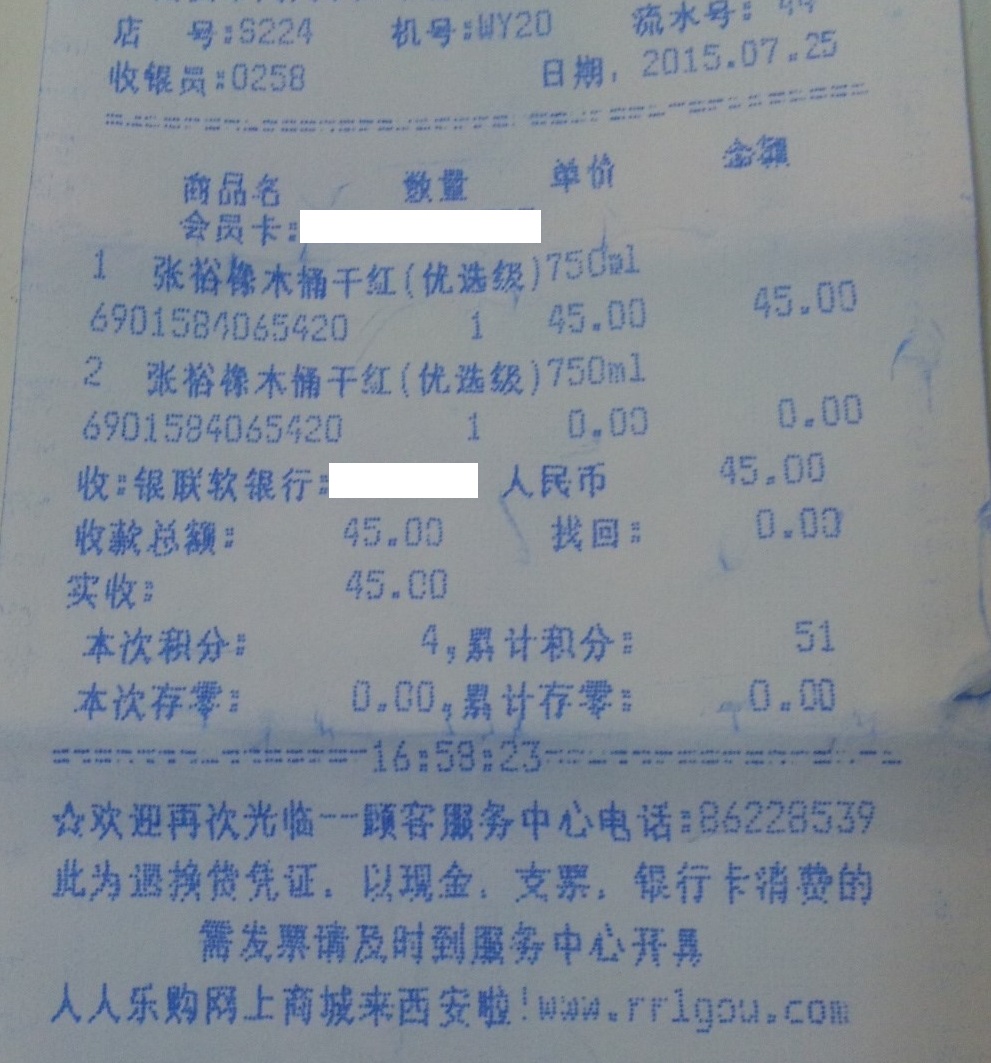 店 号:S224 机号:WY20 流水号: 44
收银员:0258 日期: 2015.07.25
商品名 数量 单价 金额
会员卡:
1 张裕橡木桶干红(优选级)750ml
6901584065420 1 45.00 45.00
2 张裕橡木桶干红(优选级)750ml
6901584065420 1 0.00 0.00
收:银联软银行: 人民币 45.00
收款总额: 45.00 找回: 0.00
实收: 45.00
本次积分: 4,累计积分: 51
本次存零: 0.00,累计存零: 0.00
16:58:23
☆欢迎再次光临--顾客服务中心电话:86228539
此为退换货凭证. 以现金. 支票. 银行卡消费的
需发票请及时到服务中心开具
人人乐购网上商城来西安啦!www.rrlgou.com